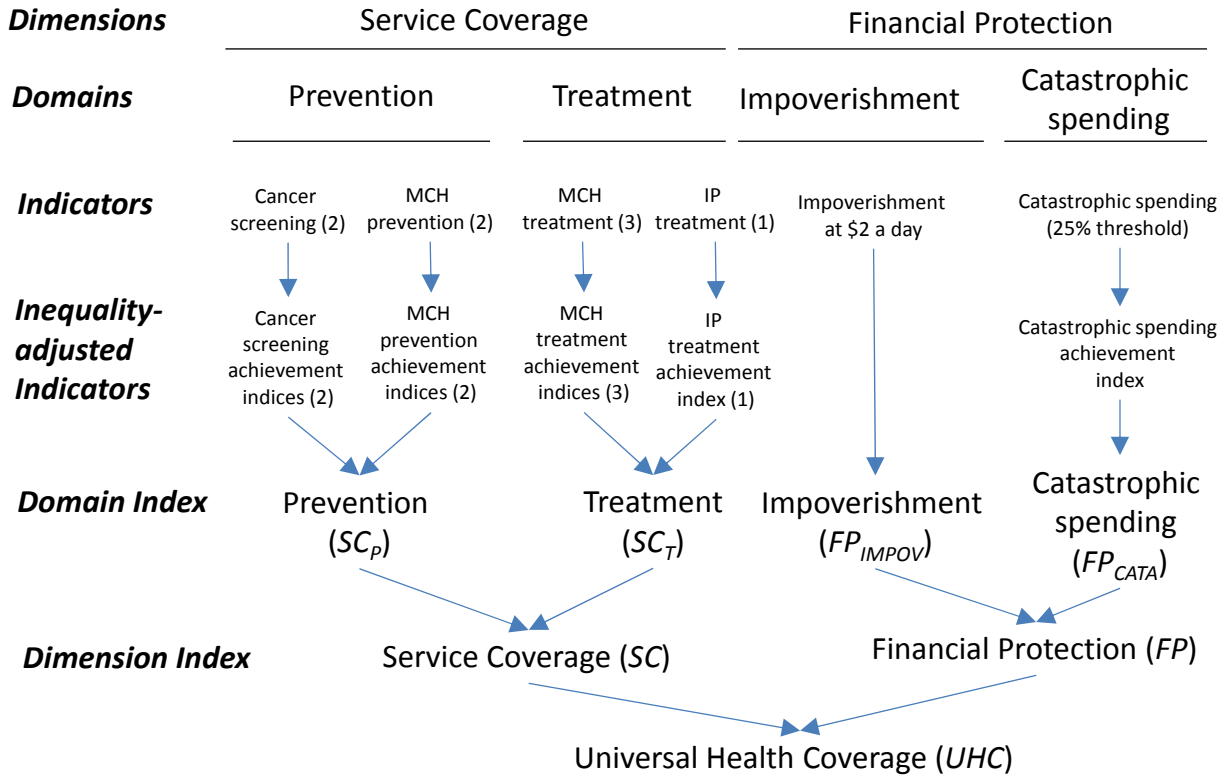 Dimensions
Service Coverage
Financial Protection
Domains
Prevention
Treatment
Impoverishment
Catastrophic
spending
Indicators
Cancer
screening (2)
MCH
prevention (2)
MCH
treatment (3)
IP
treatment (1)
Impoverishment
at $2 a day
Catastrophic spending
(25% threshold)
Inequality-
adjusted
Indicators
Cancer
screening
achievement
indices (2)
MCH
prevention
achievement
indices (2)
MCH
treatment
achievement
indices (3)
IP
treatment
achievement
index (1)
Catastrophic spending
achievement
index
Domain Index
Prevention
(SC_P)
Treatment
(SC_T)
Impoverishment
(FP_IMPOV)
Catastrophic
spending
(FP_CATA)
Dimension Index
Service Coverage (SC)
Financial Protection (FP)
Universal Health Coverage (UHC)